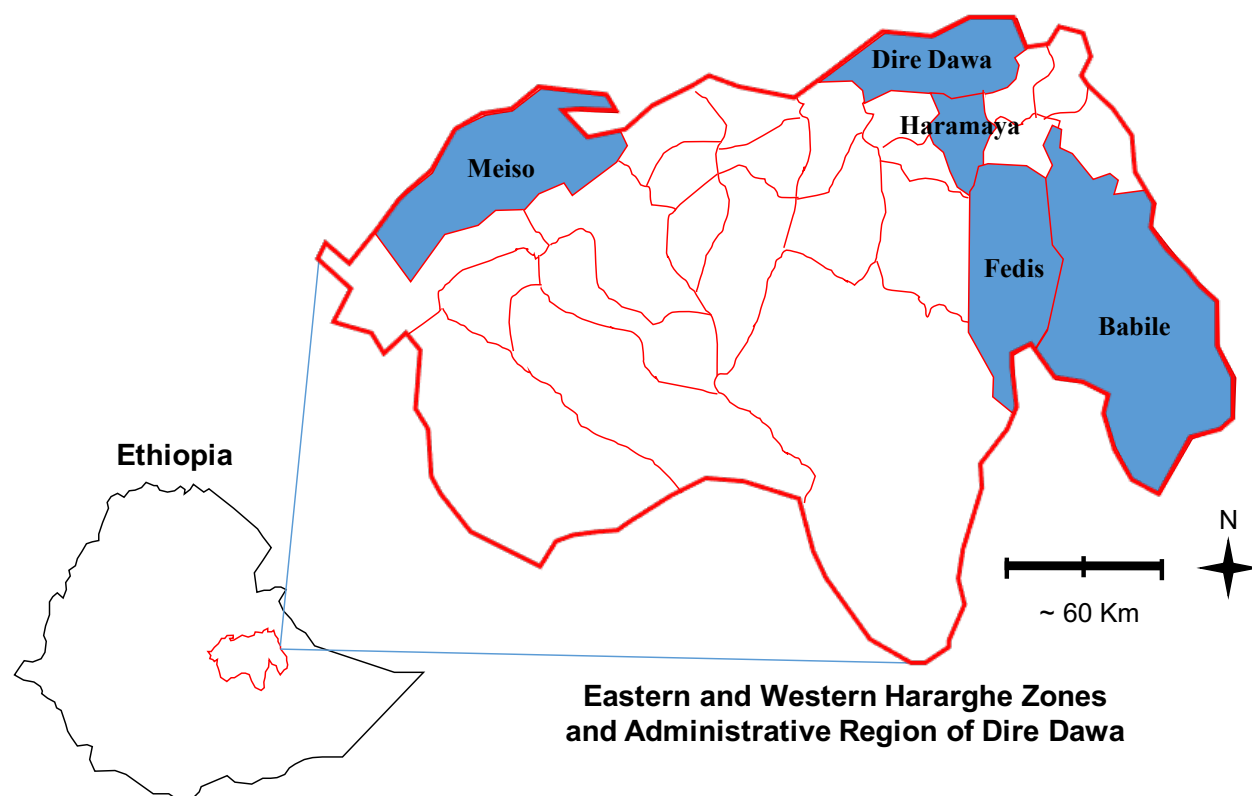 Dire Dawa
Haramaya
Meiso
Fedis
Babile
Ethiopia
N
~ 60 Km
Eastern and Western Hararghe Zones
and Administrative Region of Dire Dawa